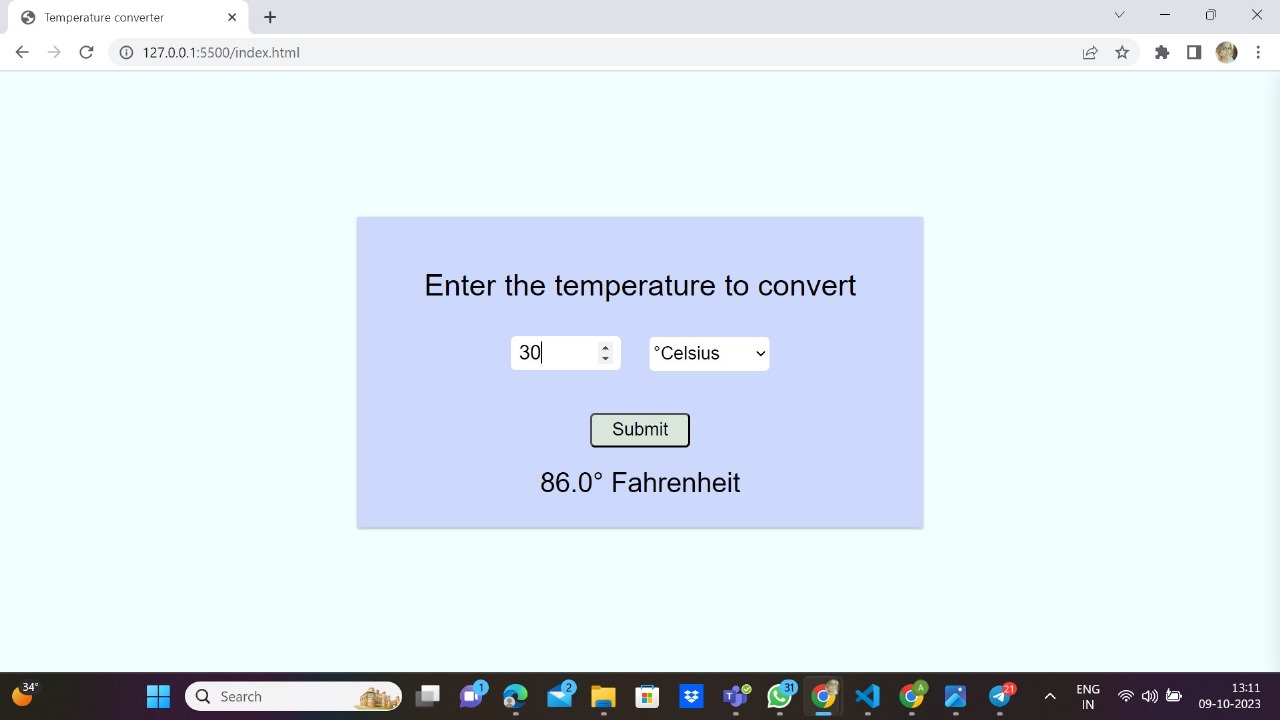 Temperature converter
127.0.0.1:5500/index.html
Enter the temperature to convert
30 °Celsius
Submit
86.0° Fahrenheit
34°
Search
1
2
31
A
21
ENG
IN
13:11
09-10-2023